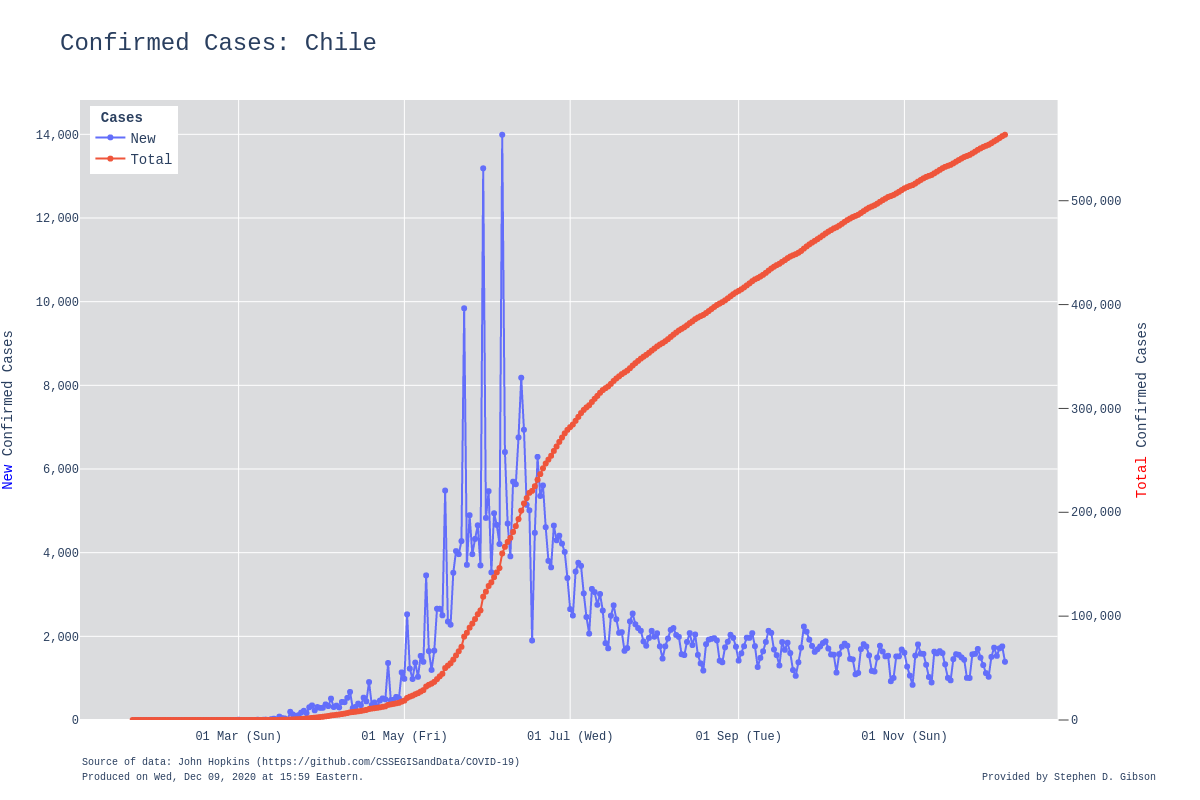 Confirmed Cases: Chile
Cases
New
Total
14,000
12,000
10,000
8,000
6,000
4,000
2,000
0
New Confirmed Cases
500,000
400,000
300,000
200,000
100,000
0
Total Confirmed Cases
01 Mar (Sun)
01 May (Fri)
01 Jul (Wed)
01 Sep (Tue)
01 Nov (Sun)
Source of data: John Hopkins (https://github.com/CSSEGISandData/COVID-19)
Produced on Wed, Dec 09, 2020 at 15:59 Eastern.
Provided by Stephen D. Gibson